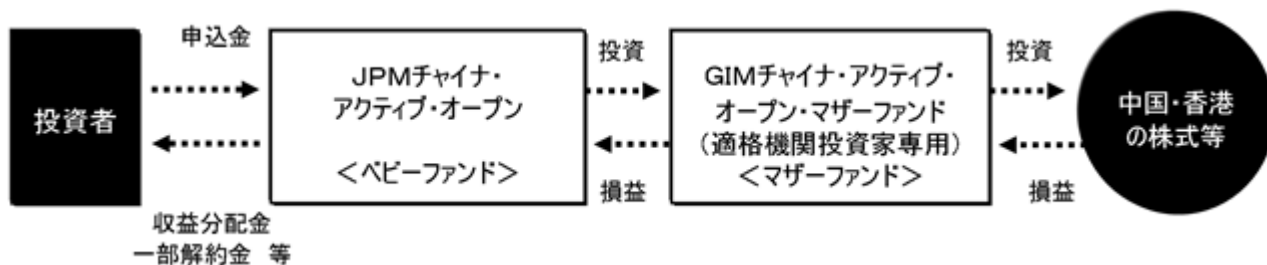 投資者
申込金
収益分配金
一部解約金 等
JPMチャイナ・
アクティブ・オープン
＜ベビーファンド＞
投資
損益
GIMチャイナ・アクティブ・
オープン・マザーファンド
（適格機関投資家専用）
＜マザーファンド＞
投資
損益
中国・香港
の株式等